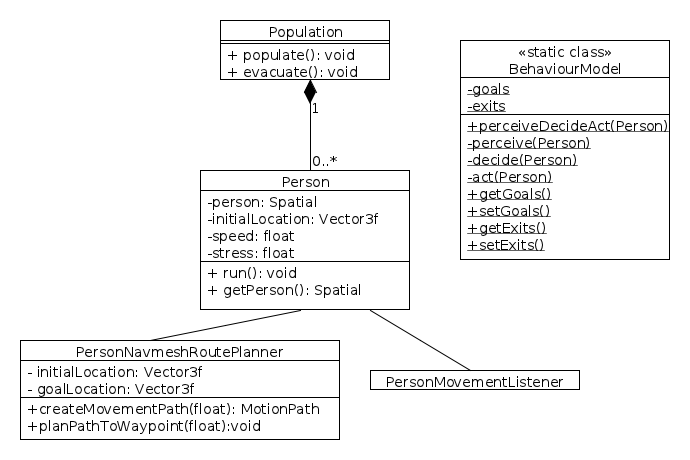 Population
+ populate(): void
+ evacuate(): void
1
0..*
Person
-person: Spatial
-initialLocation: Vector3f
-speed: float
-stress: float
+ run(): void
+ getPerson(): Spatial
PersonNavmeshRoutePlanner
- initialLocation: Vector3f
- goalLocation: Vector3f
+createMovementPath(float): MotionPath
+planPathToWaypoint(float):void
PersonMovementListener
«static class»
BehaviourModel
-goals
-exits
+perceiveDecideAct(Person)
-perceive(Person)
-decide(Person)
-act(Person)
+getGoals()
+setGoals()
+getExits()
+setExits()